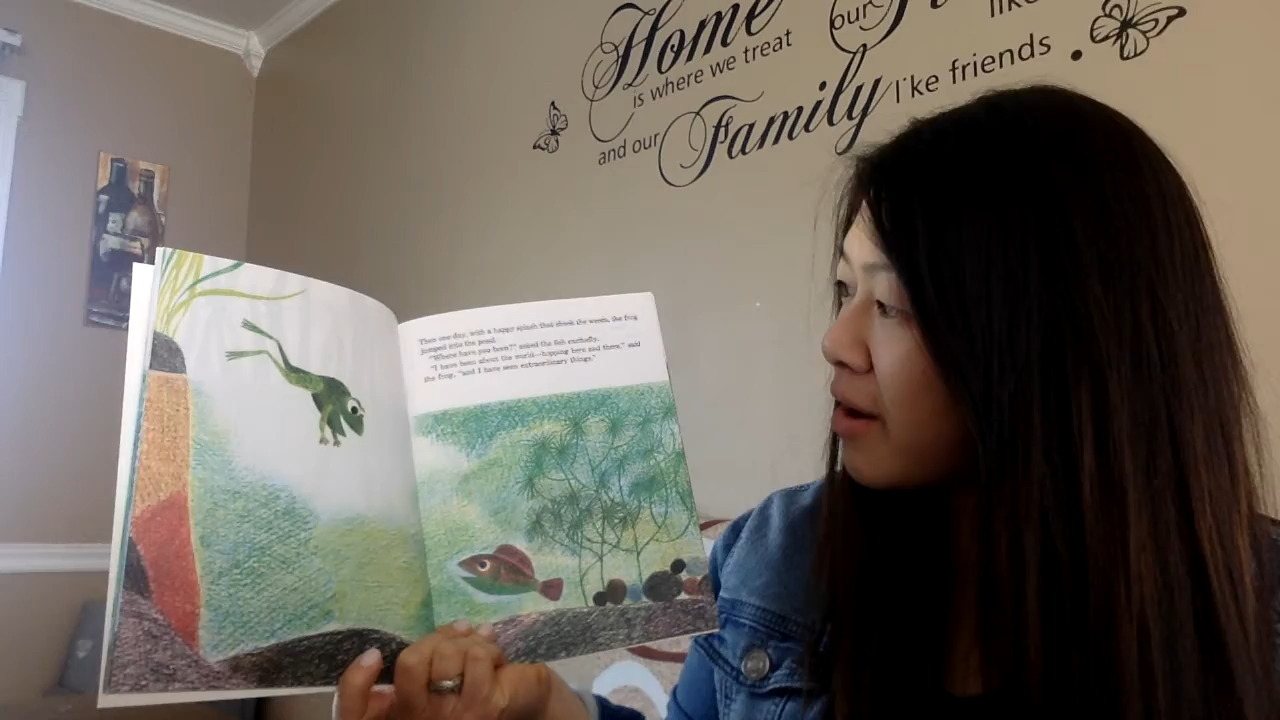 Home our
is where we treat like
and our Family like friends
Then one day, with a happy splash that shook the weeds, the frog
jumped into the pond.
"Where have you been?" asked the fish excitedly.
"I have been about the world—hopping here and there," said
the frog, "and I have seen extraordinary things."